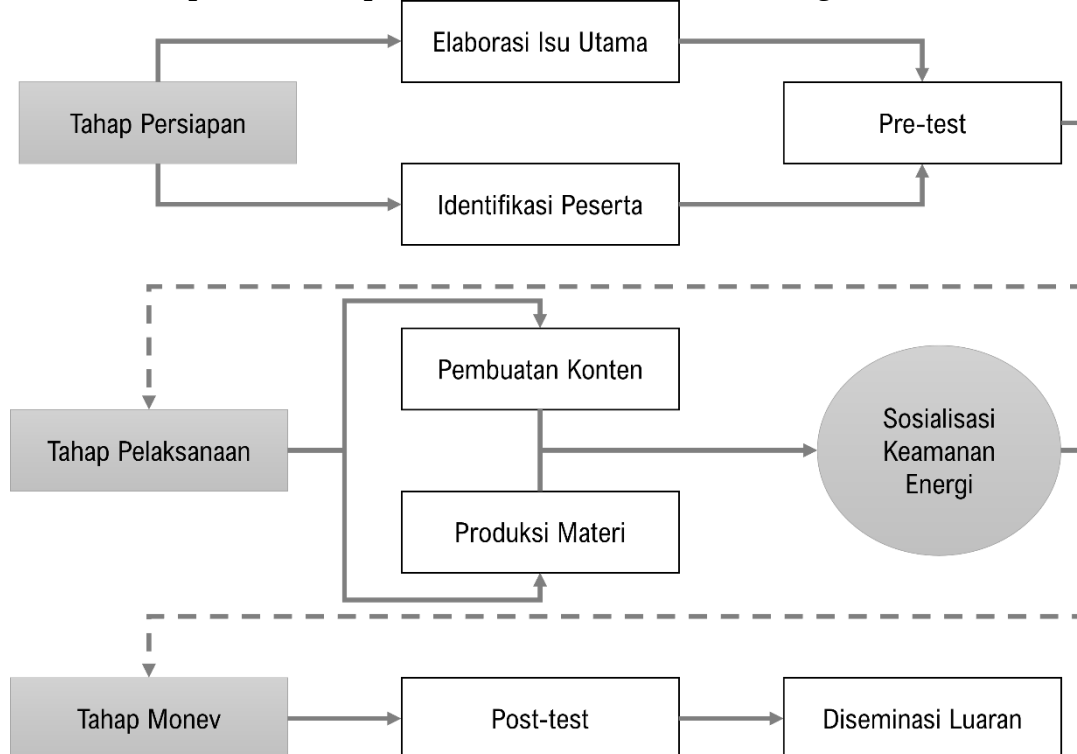 Elaborasi Isu Utama
Tahap Persiapan
Pre-test
Identifikasi Peserta
Pembuatan Konten
Tahap Pelaksanaan
Sosialisasi
Keamanan
Energi
Produksi Materi
Tahap Monev
Post-test
Diseminasi Luaran